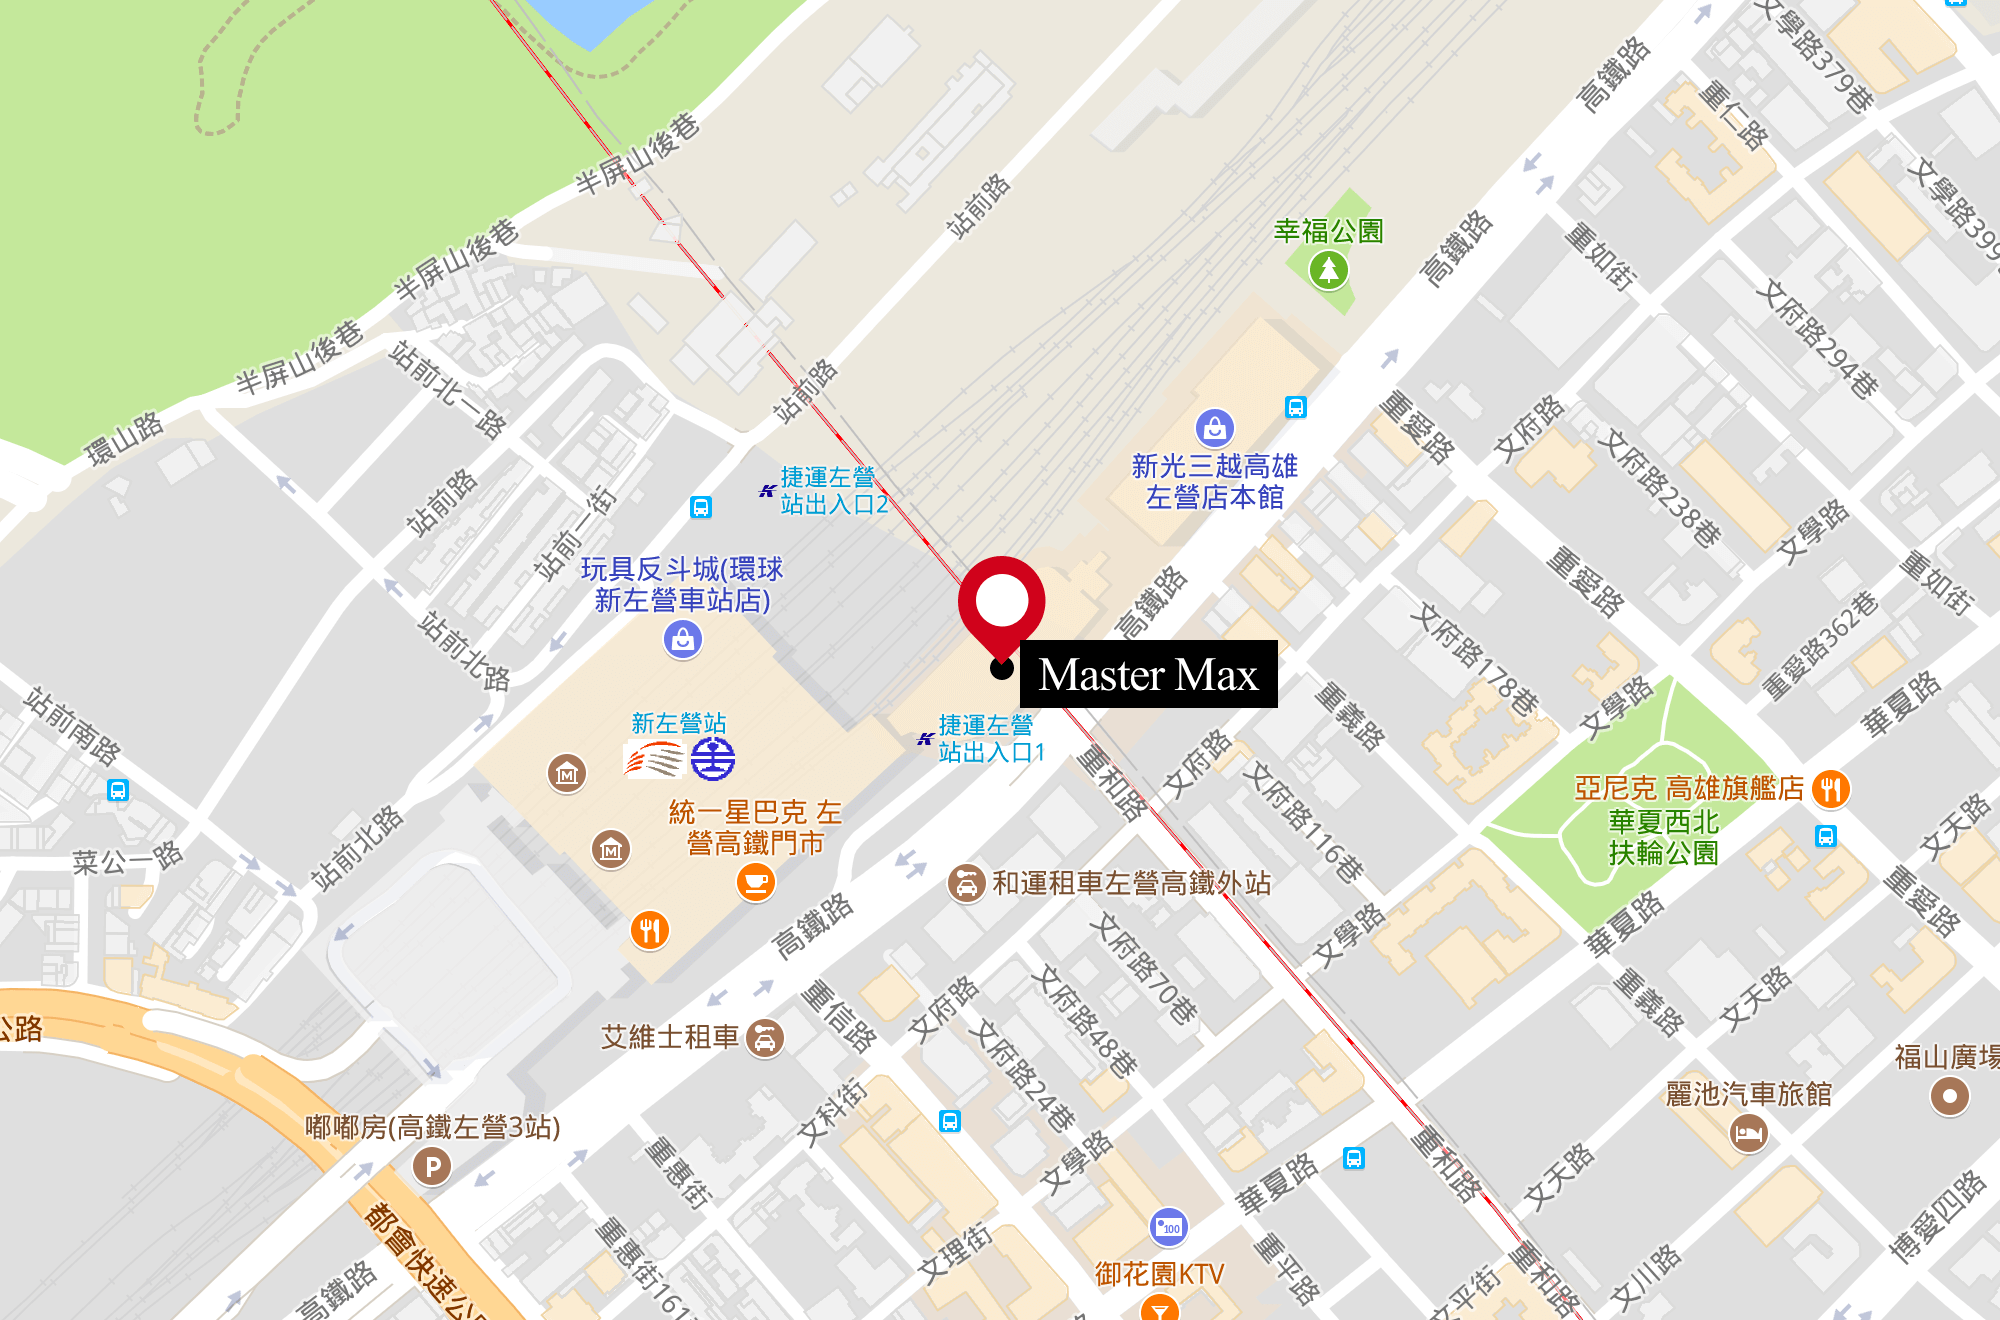 文學路379巷
高鐵路
重仁路
半屏山後巷
文學路399巷
站前路
幸福公園
半屏山後巷
高鐵路
重如街
文府路294巷
半屏山後巷
站前北一路
站前路
重愛路
文府路
環山路
新光三越高雄
左營店本館
文府路238巷
捷運左營
站出入口2
站前路
站前一街
文學路
玩具反斗城(環球
新左營車站店)
重愛路
重如街
高鐵路
文府路178巷
重愛路362巷
站前北路
Master Max
華夏路
文學路
重義路
站前南路
新左營站
捷運左營
站出入口1
重和路
文府路
文府路116巷
亞尼克 高雄旗艦店
華夏西北
扶輪公園
統一星巴克 左
營高鐵門市
站前北路
菜公一路
文天路
和運租車左營高鐵外站
重愛路
高鐵路
文學路
華夏路
文府路70巷
重信路
文府路
文府路48巷
重義路
文天路
公路
艾維士租車
文府路24巷
福山廣場
麗池汽車旅館
文科街
嘟嘟房(高鐵左營3站)
P
重惠街
文學路
華夏路
重和路
文天路
都會快速公
重惠街161
文理街
100
重平路
博愛四路
御花園KTV
高鐵路
文平街
重和路
文川路